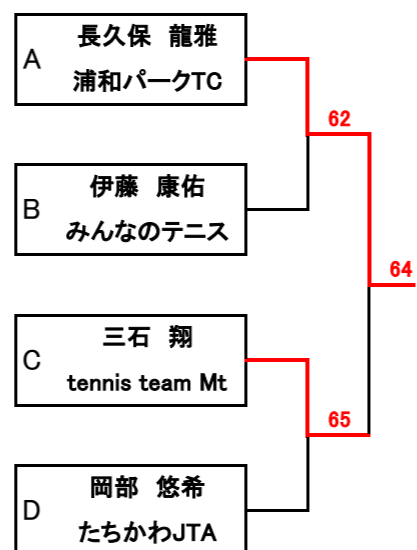 A
長久保 龍雅
浦和パークTC
62
B
伊藤 康佑
みんなのテニス
64
C
三石 翔
tennis team Mt
65
D
岡部 悠希
たちかわJTA